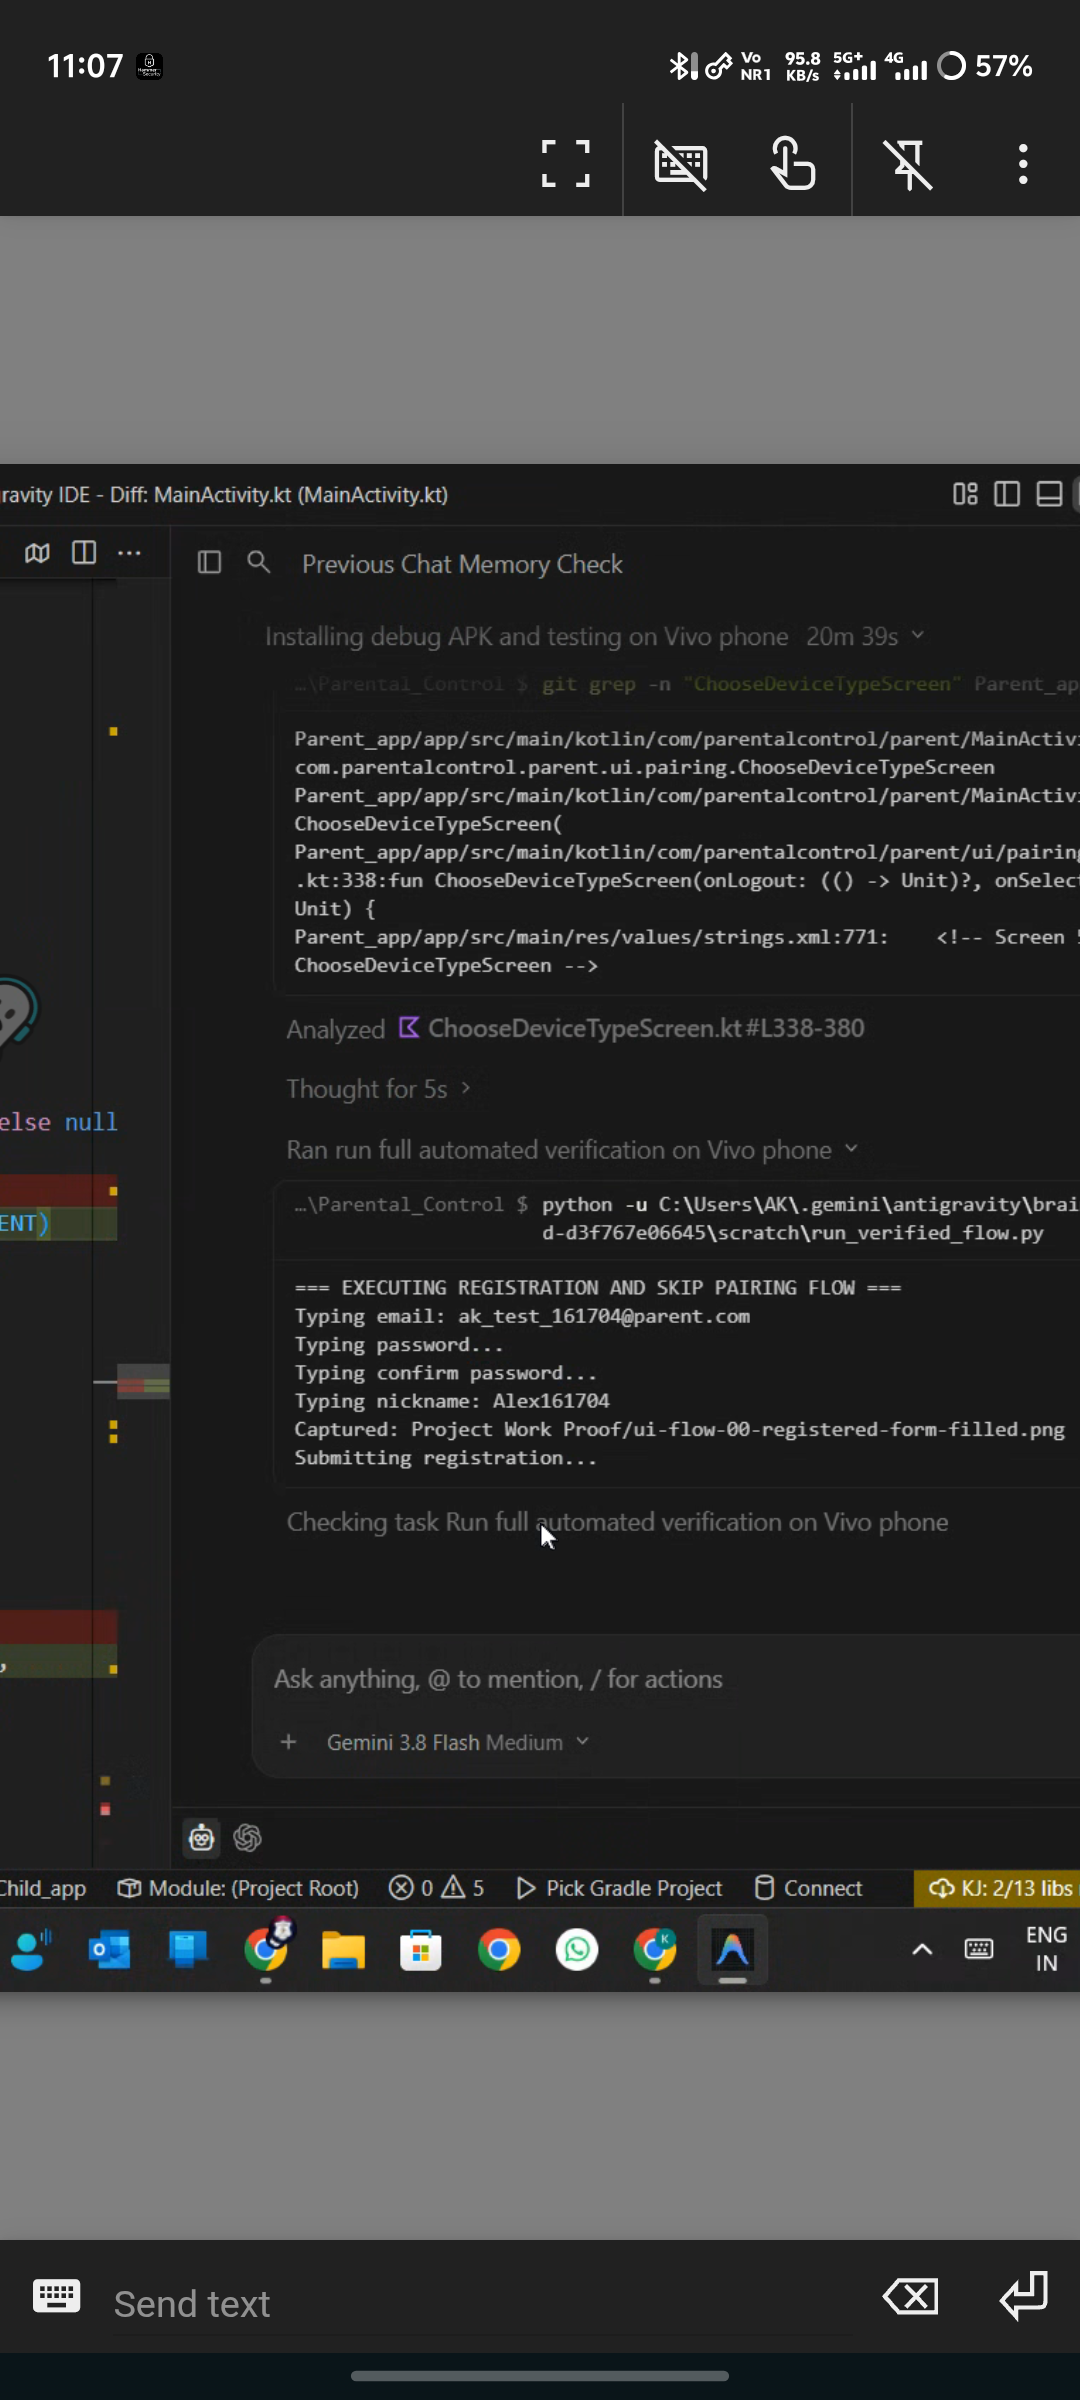 11:07
Vo NR1
95.8 KB/s
5G+
4G
57%
ravity IDE - Diff: MainActivity.kt (MainActivity.kt)
Previous Chat Memory Check
Installing debug APK and testing on Vivo phone 20m 39s
…\Parental_Control $ git grep -n "ChooseDeviceTypeScreen" Parent_ap
Parent_app/app/src/main/kotlin/com/parentalcontrol/parent/MainActivi
com.parentalcontrol.parent.ui.pairing.ChooseDeviceTypeScreen
Parent_app/app/src/main/kotlin/com/parentalcontrol/parent/MainActivi
ChooseDeviceTypeScreen(
Parent_app/app/src/main/kotlin/com/parentalcontrol/parent/ui/pairing
.kt:338:fun ChooseDeviceTypeScreen(onLogout: (() -> Unit)?, onSelect
Unit) {
Parent_app/app/src/main/res/values/strings.xml:771: <!-- Screen
ChooseDeviceTypeScreen -->
Analyzed ChooseDeviceTypeScreen.kt #L338-380
Thought for 5s >
else null
Ran run full automated verification on Vivo phone
ENT)
…\Parental_Control $ python -u C:\Users\AK\.gemini\antigravity\brai
d-d3f767e06645\scratch\run_verified_flow.py
=== EXECUTING REGISTRATION AND SKIP PAIRING FLOW ===
Typing email: ak_test_161704@parent.com
Typing password...
Typing confirm password...
Typing nickname: Alex161704
Captured: Project Work Proof/ui-flow-00-registered-form-filled.png
Submitting registration...
Checking task Run full automated verification on Vivo phone
,
Ask anything, @ to mention, / for actions
+ Gemini 3.8 Flash Medium
Child_app Module: (Project Root) 0 5 Pick Gradle Project Connect KJ: 2/13 libs
ENG
IN
Send text